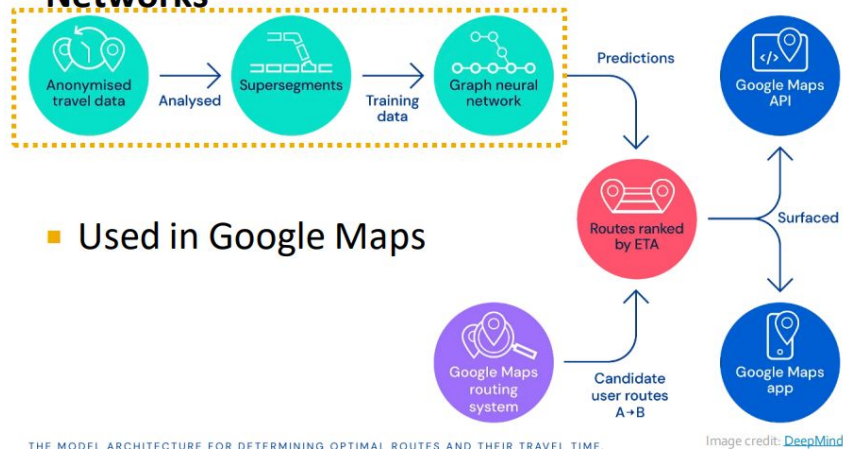 Networks
Anonymised
travel data
Analysed
Supersegments
Training
data
Graph neural
network
Predictions
</>
Google Maps
API
Routes ranked
by ETA
Surfaced
Used in Google Maps
Google Maps
routing
system
Candidate
user routes
A→B
Google Maps
app
THE MODEL ARCHITECTURE FOR DETERMINING OPTIMAL ROUTES AND THEIR TRAVEL TIME.
Image credit: DeepMind